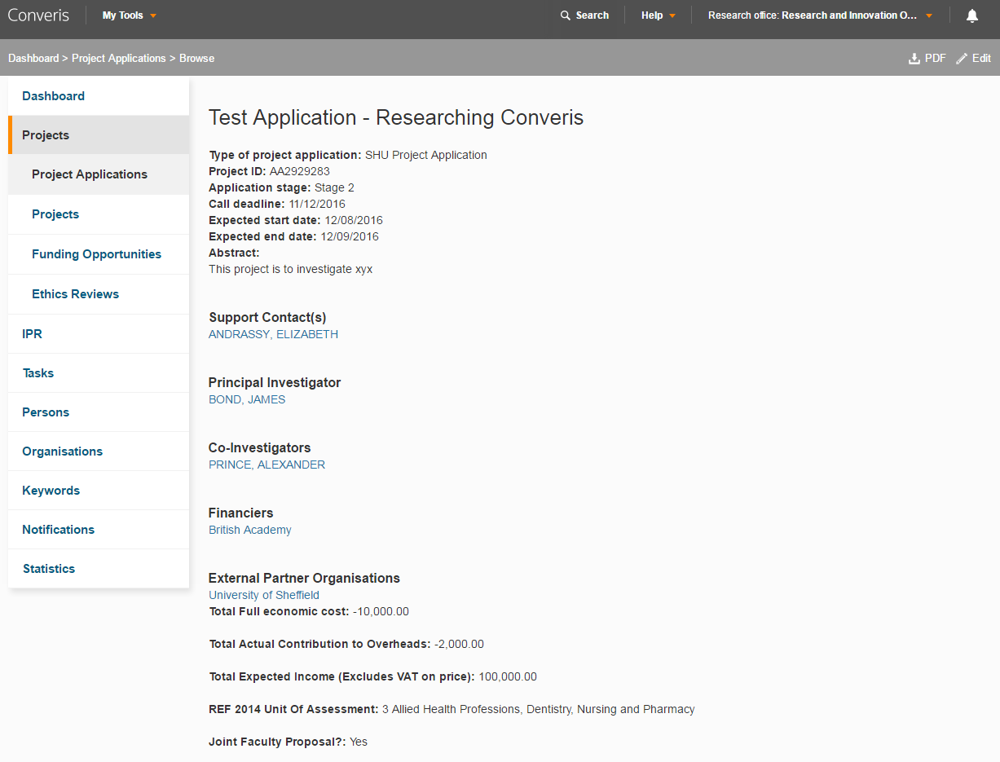 Converis
My Tools
Search
Help
Research office: Research and Innovation O...
Dashboard > Project Applications > Browse
PDF
Edit
Dashboard
Projects
Project Applications
Projects
Funding Opportunities
Ethics Reviews
IPR
Tasks
Persons
Organisations
Keywords
Notifications
Statistics
Test Application - Researching Converis
Type of project application: SHU Project Application
Project ID: AA2929283
Application stage: Stage 2
Call deadline: 11/12/2016
Expected start date: 12/08/2016
Expected end date: 12/09/2016
Abstract:
This project is to investigate xyx
Support Contact(s)
ANDRASSY, ELIZABETH
Principal Investigator
BOND, JAMES
Co-Investigators
PRINCE, ALEXANDER
Financiers
British Academy
External Partner Organisations
University of Sheffield
Total Full economic cost: -10,000.00
Total Actual Contribution to Overheads: -2,000.00
Total Expected Income (Excludes VAT on price): 100,000.00
REF 2014 Unit Of Assessment: 3 Allied Health Professions, Dentistry, Nursing and Pharmacy
Joint Faculty Proposal?: Yes